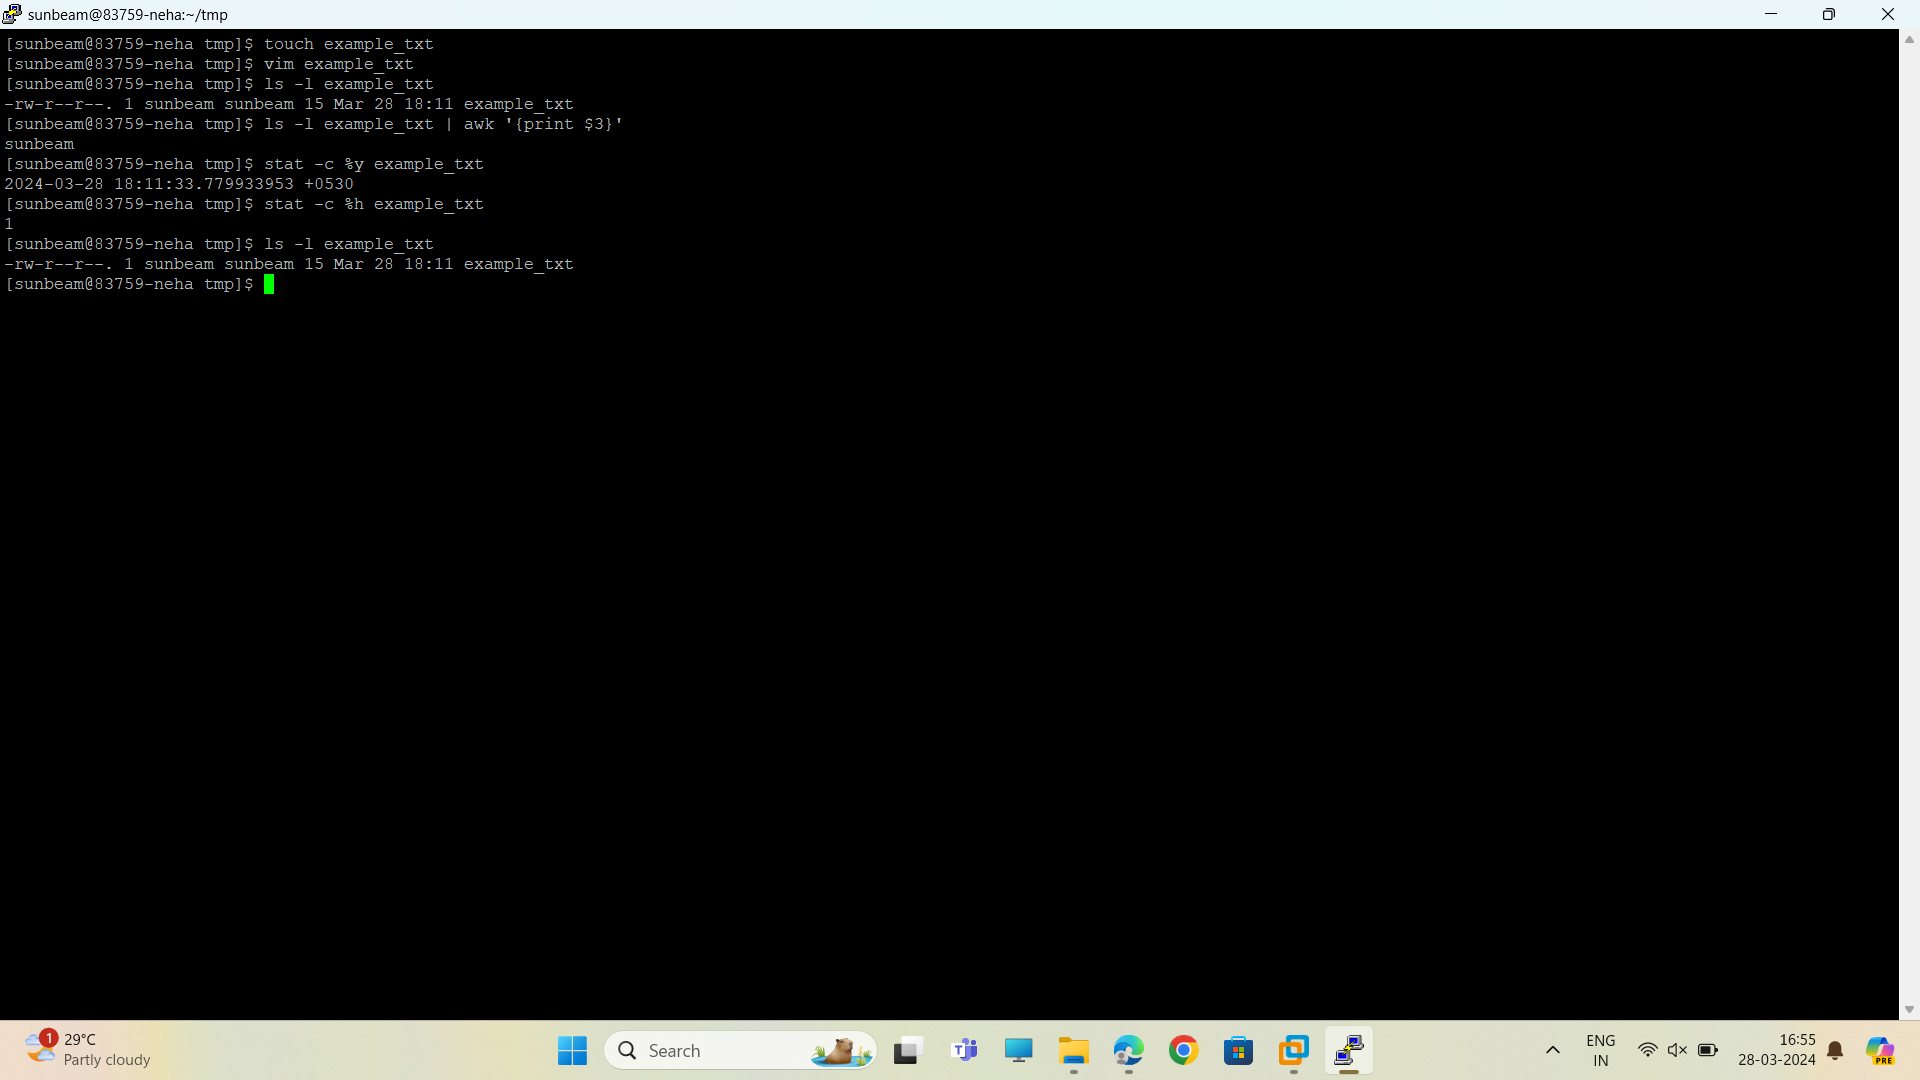 sunbeam@83759-neha:~/tmp
[sunbeam@83759-neha tmp]$ touch example_txt
[sunbeam@83759-neha tmp]$ vim example_txt
[sunbeam@83759-neha tmp]$ ls -l example_txt
-rw-r--r--. 1 sunbeam sunbeam 15 Mar 28 18:11 example_txt
[sunbeam@83759-neha tmp]$ ls -l example_txt | awk '{print $3}'
sunbeam
[sunbeam@83759-neha tmp]$ stat -c %y example_txt
2024-03-28 18:11:33.779933953 +0530
[sunbeam@83759-neha tmp]$ stat -c %h example_txt
1
[sunbeam@83759-neha tmp]$ ls -l example_txt
-rw-r--r--. 1 sunbeam sunbeam 15 Mar 28 18:11 example_txt
[sunbeam@83759-neha tmp]$
1
29°C
Partly cloudy
Search
T
ENG
IN
16:55
28-03-2024
PRE